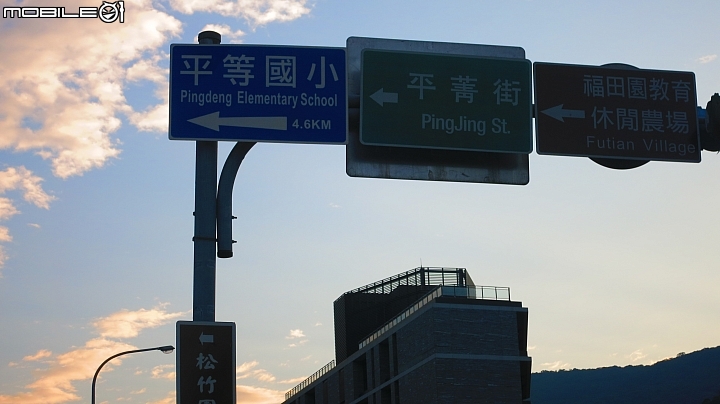 MOBILE01
平等國小
Pingdeng Elementary School
4.6KM
平菁街
PingJing St.
福田園教育
休閒農場
Futian Village
松竹園